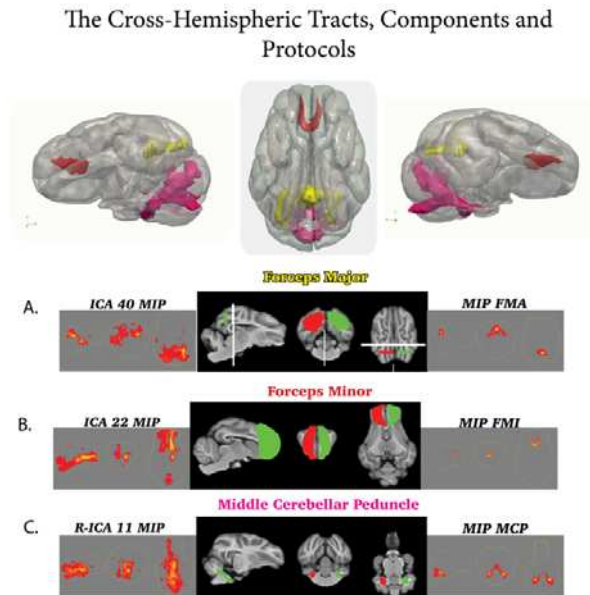 The Cross-Hemispheric Tracts, Components and
Protocols
Forceps Major
A.
ICA 40 MIP
MIP FMA
Forceps Minor
B.
ICA 22 MIP
MIP FMI
Middle Cerebellar Peduncle
C.
R-ICA 11 MIP
MIP MCP